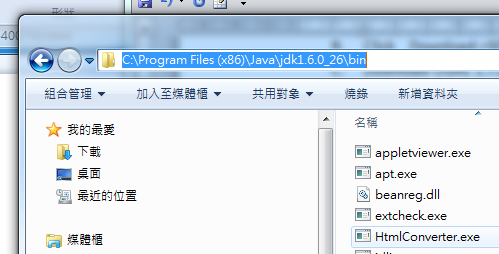 形狀
400
C:\Program Files (x86)\Java\jdk1.6.0_26\bin
組合管理 加入至媒體櫃 共用對象 燒錄 新增資料夾
我的最愛
下載
桌面
最近的位置
媒體櫃
名稱
appletviewer.exe
apt.exe
beanreg.dll
extcheck.exe
HtmlConverter.exe